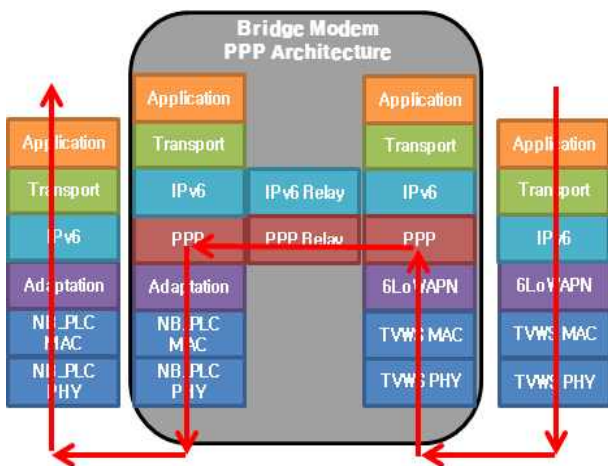 Bridge Modem
PPP Architecture
Application
Transport
IPv6
Adaptation
NB_PLC
MAC
NB_PLC
PHY
Application
Transport
IPv6
PPP
Adaptation
NB_PLC
MAC
NB_PLC
PHY
IPv6 Relay
PPP Relay
Application
Transport
IPv6
PPP
6LoWAPN
TVWS MAC
TVWS PHY
Application
Transport
IPv6
6LoWAPN
TVWS MAC
TVWS PHY